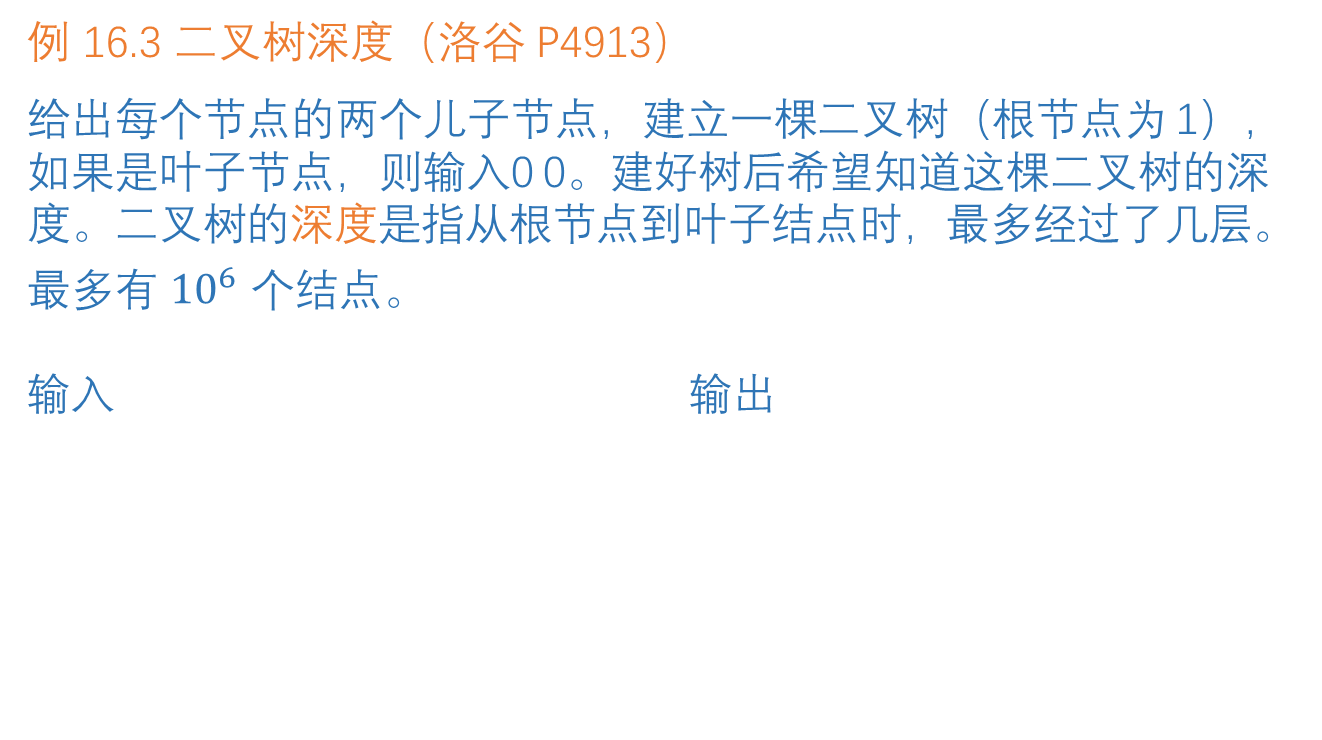 例 16.3 二叉树深度（洛谷 P4913）
给出每个节点的两个儿子节点，建立一棵二叉树（根节点为 1），
如果是叶子节点，则输入0 0。建好树后希望知道这棵二叉树的深
度。二叉树的深度是指从根节点到叶子结点时，最多经过了几层。
最多有 10⁶ 个结点。
输入 输出